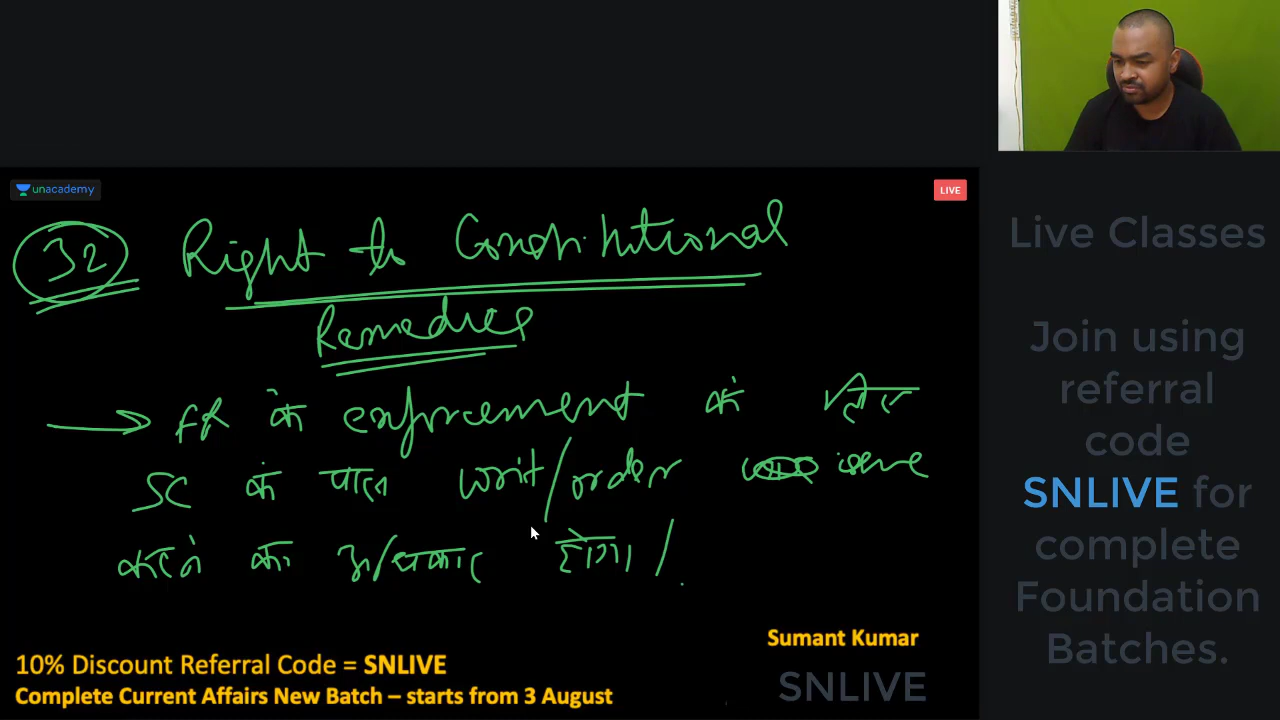 unacademy
LIVE
32 Right to Constitutional
Remedies
→ FR के enforcement के लिए
SC के पास writ/order issue
करने का अधिकार होगा/
Sumant Kumar
10% Discount Referral Code = SNLIVE
SNLIVE
Complete Current Affairs New Batch – starts from 3 August
Live Classes
Join using
referral
code
SNLIVE for
complete
Foundation
Batches.